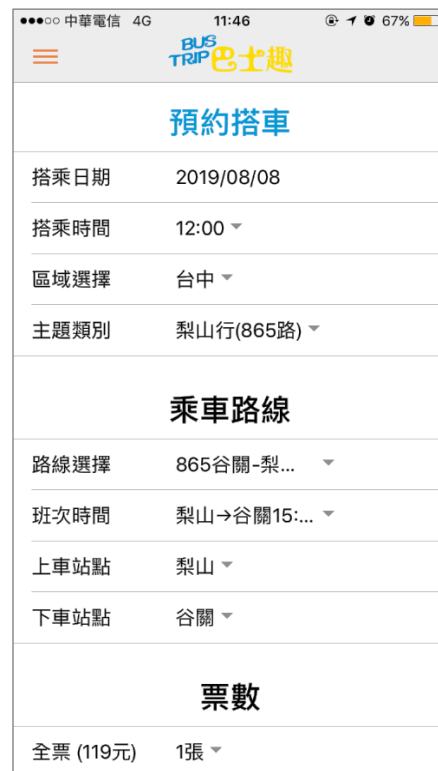 中華電信 4G 11:46 67%
BUS
TRIP 巴士趣
預約搭車
搭乘日期 2019/08/08
搭乘時間 12:00
區域選擇 台中
主題類別 梨山行(865路)
乘車路線
路線選擇 865谷關-梨...
班次時間 梨山→谷關15:...
上車站點 梨山
下車站點 谷關
票數
全票 (119元) 1張